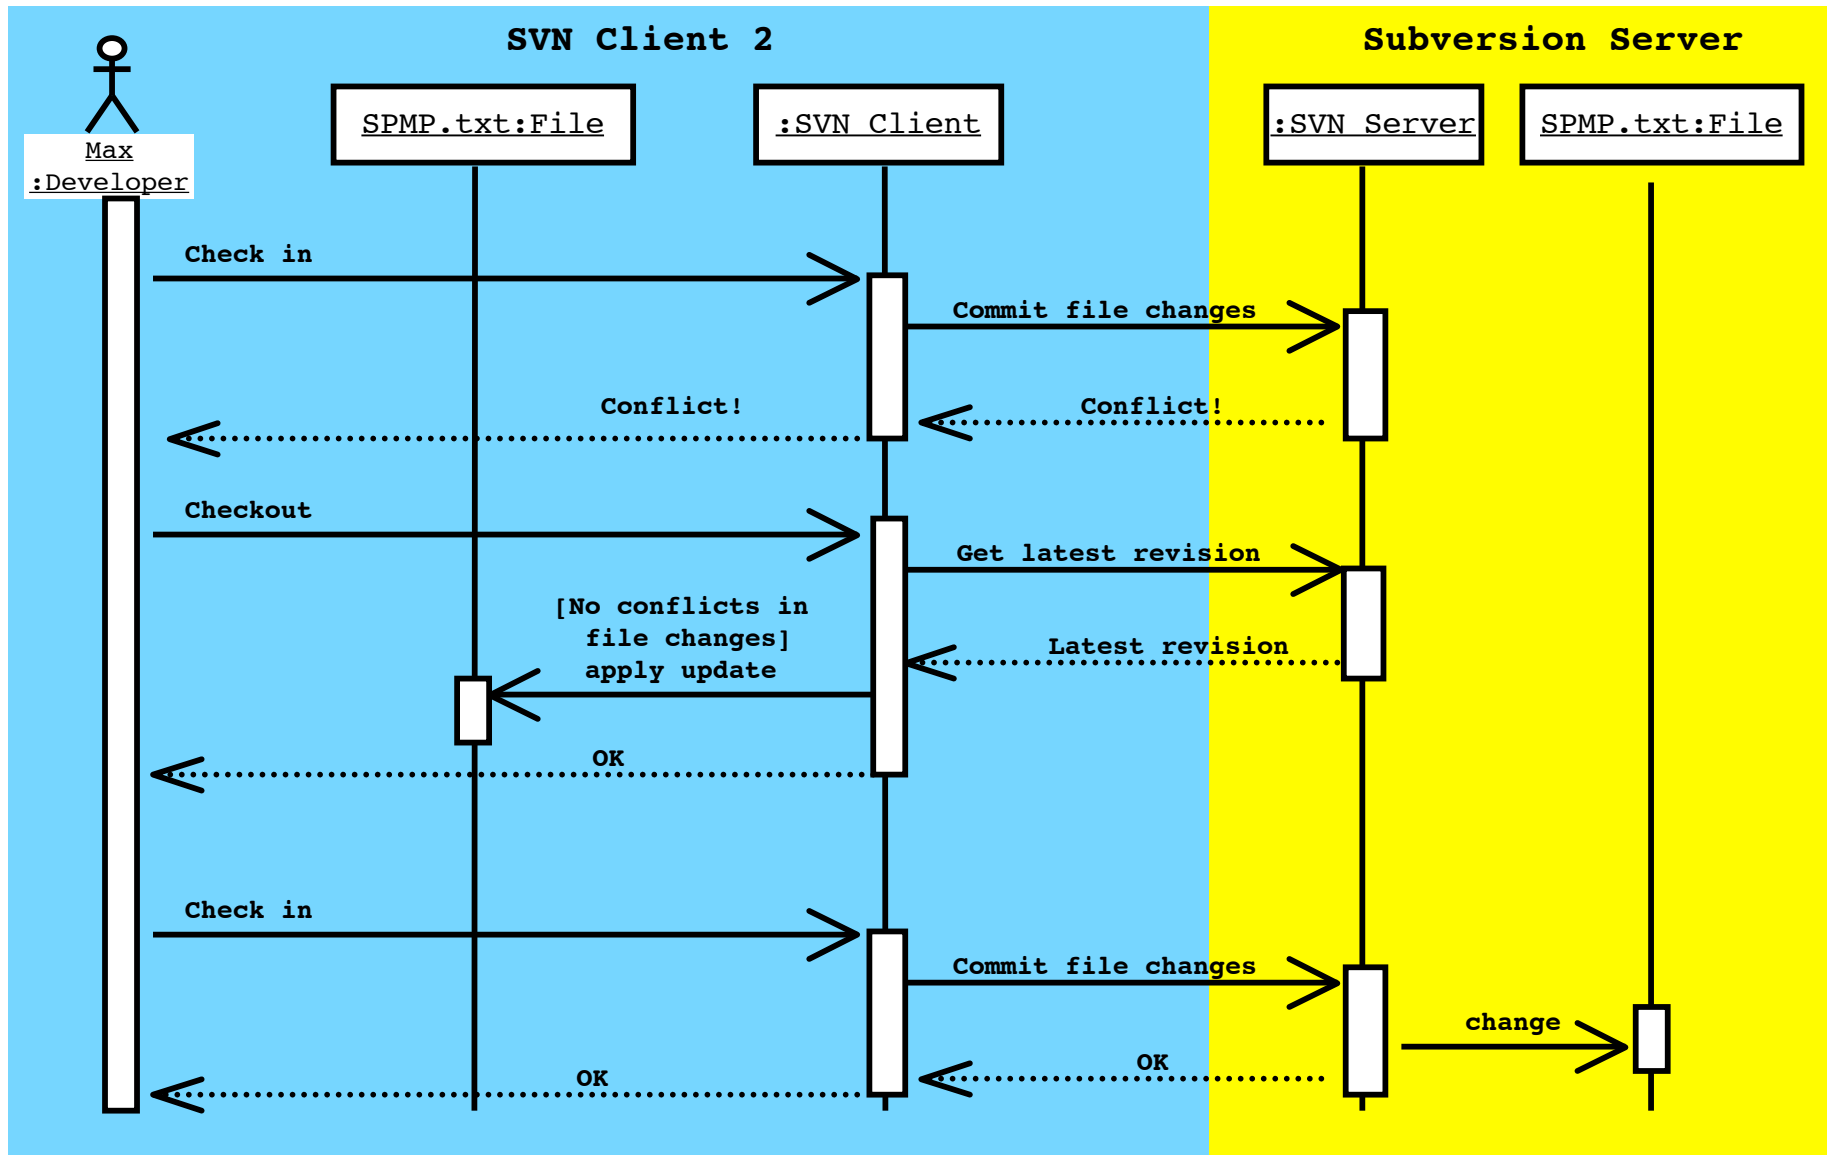 SVN Client 2
Subversion Server
Max
:Developer
SPMP.txt:File
:SVN Client
:SVN Server
SPMP.txt:File
Check in
Commit file changes
Conflict!
Conflict!
Checkout
Get latest revision
[No conflicts in
file changes]
apply update
Latest revision
OK
Check in
Commit file changes
change
OK
OK